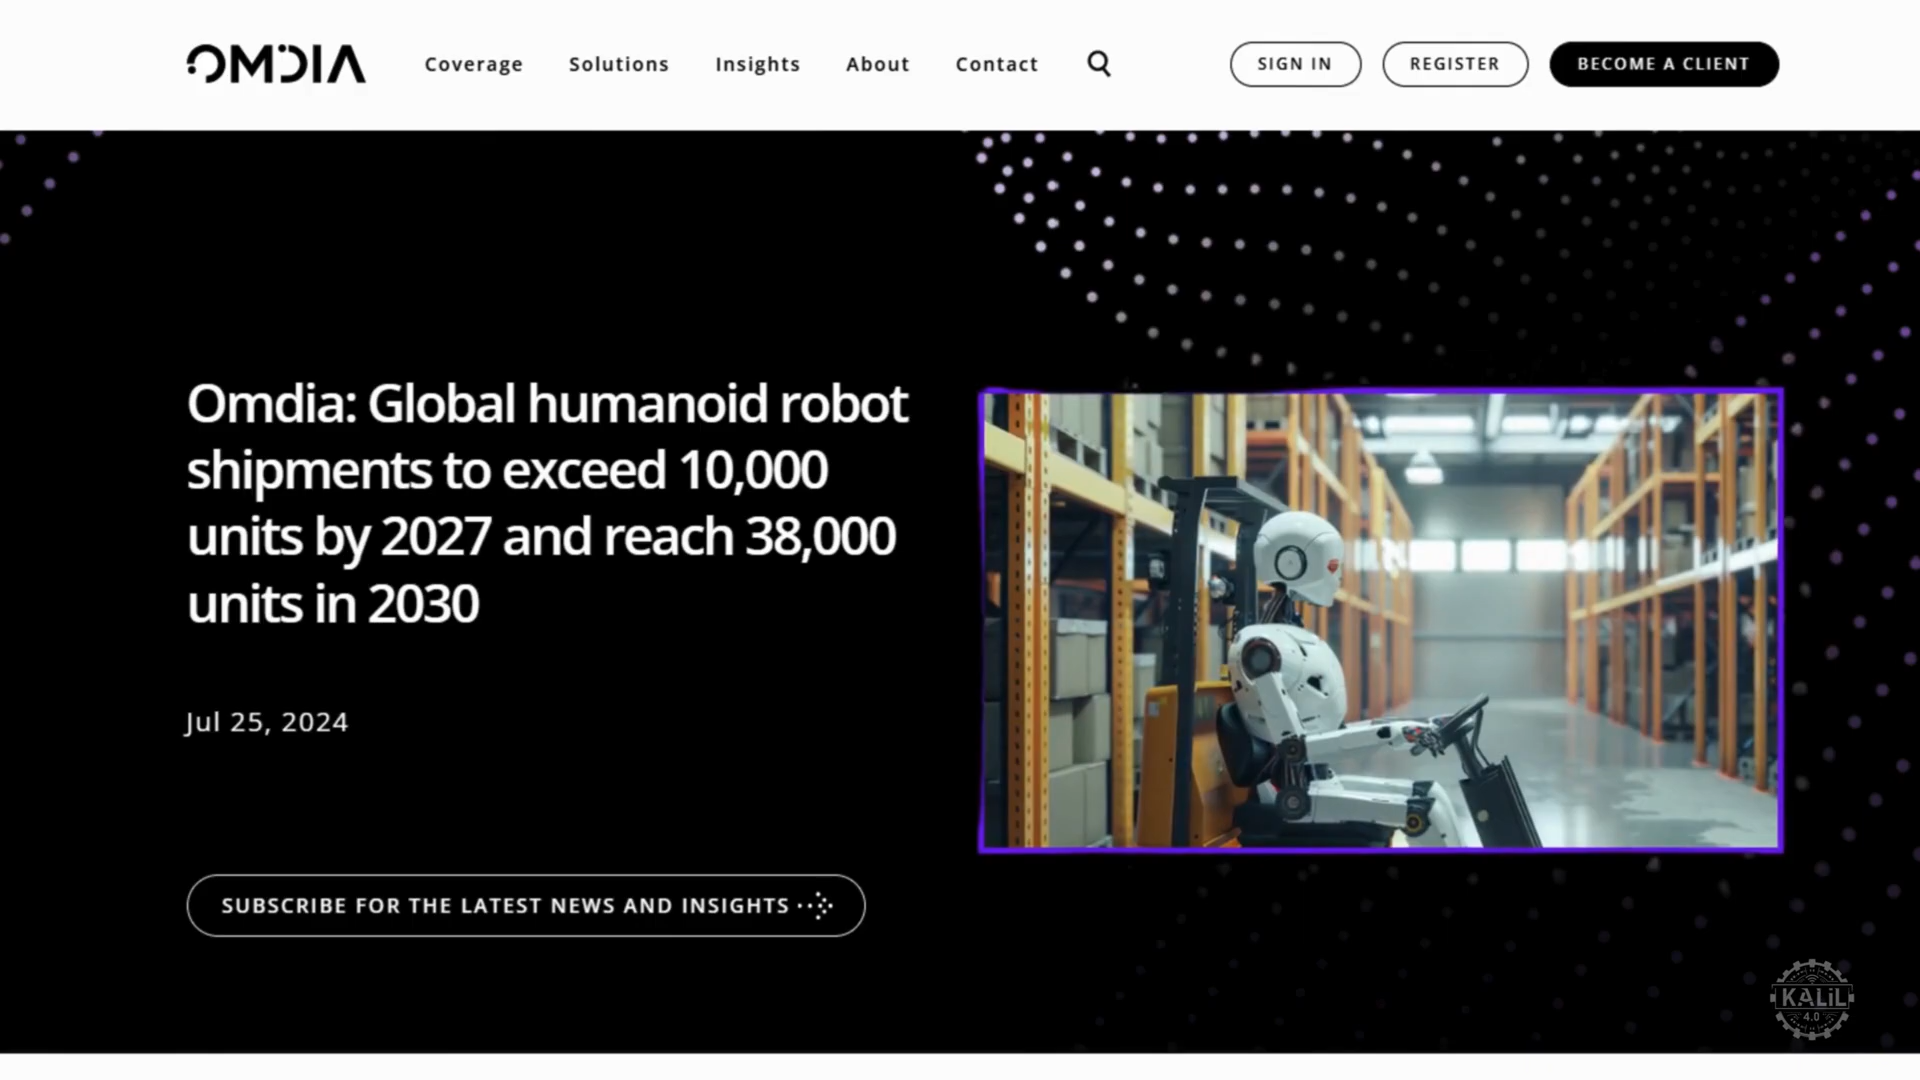 OMDIA
Coverage
Solutions
Insights
About
Contact
SIGN IN
REGISTER
BECOME A CLIENT
Omdia: Global humanoid robot
shipments to exceed 10,000
units by 2027 and reach 38,000
units in 2030
Jul 25, 2024
SUBSCRIBE FOR THE LATEST NEWS AND INSIGHTS
KALiL
4.0